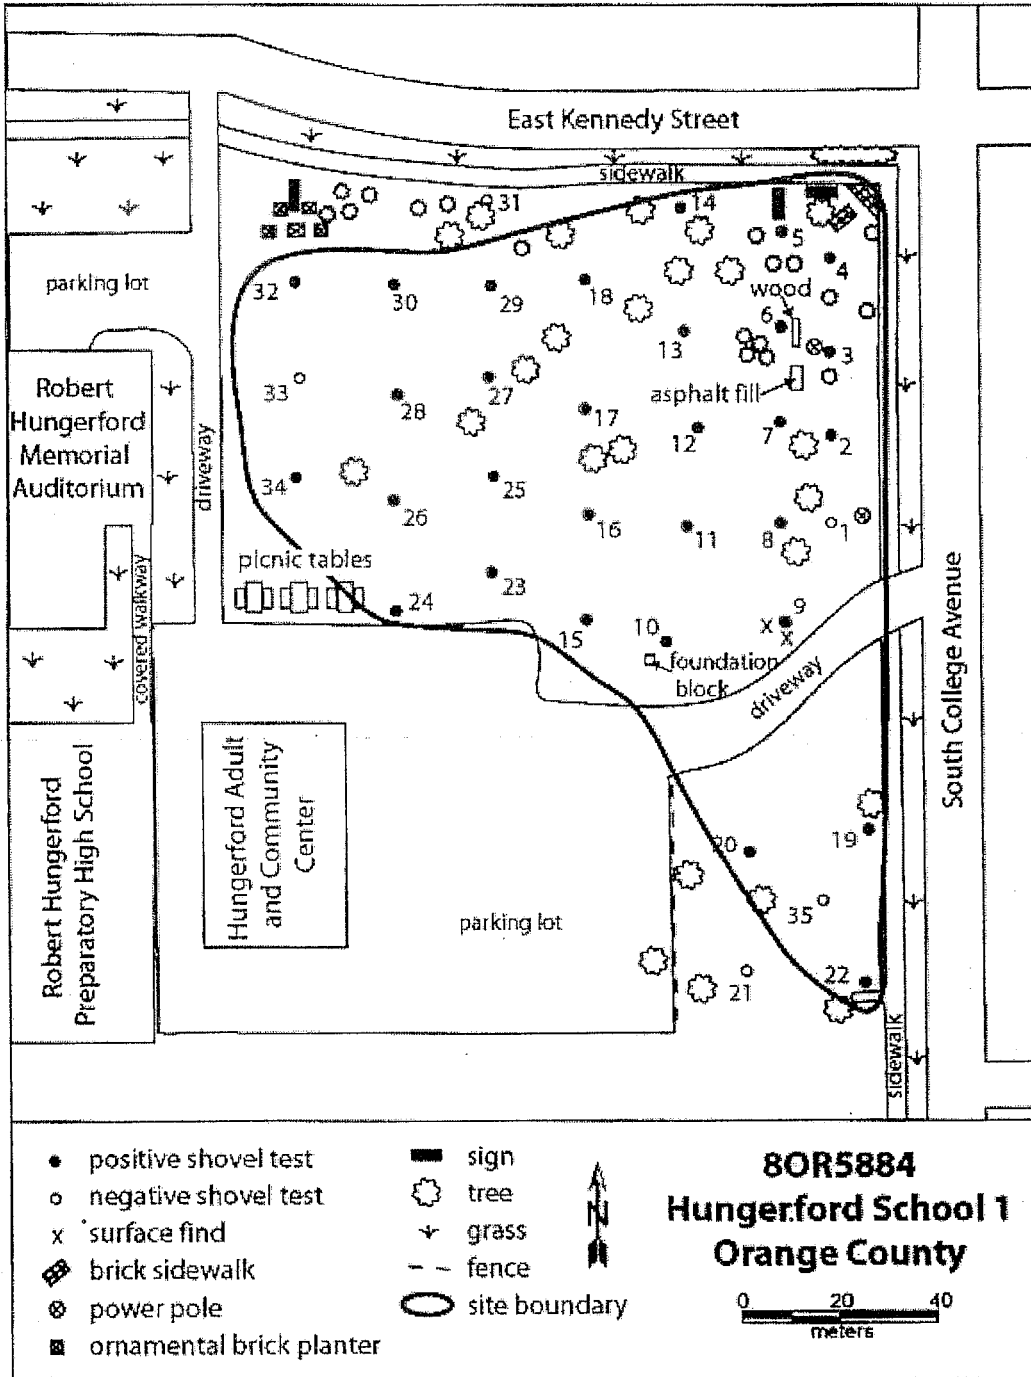 East Kennedy Street
sidewalk
31
14
5
4
parking lot
32
30
29
18
wood
6
13
3
Robert
Hungerford
Memorial
Auditorium
33
28
27
17
asphalt fill
12
7
2
driveway
34
26
25
16
11
8
1
picnic tables
24
23
15
10
9
covered walkway
foundation
block
driveway
South College Avenue
Robert Hungerford
Preparatory High School
Hungerford Adult
and Community
Center
20
19
35
parking lot
21
22
sidewalk
positive shovel test
negative shovel test
x surface find
brick sidewalk
power pole
ornamental brick planter
sign
tree
grass
fence
site boundary
N
8OR5884
Hungerford School 1
Orange County
0 20 40
meters